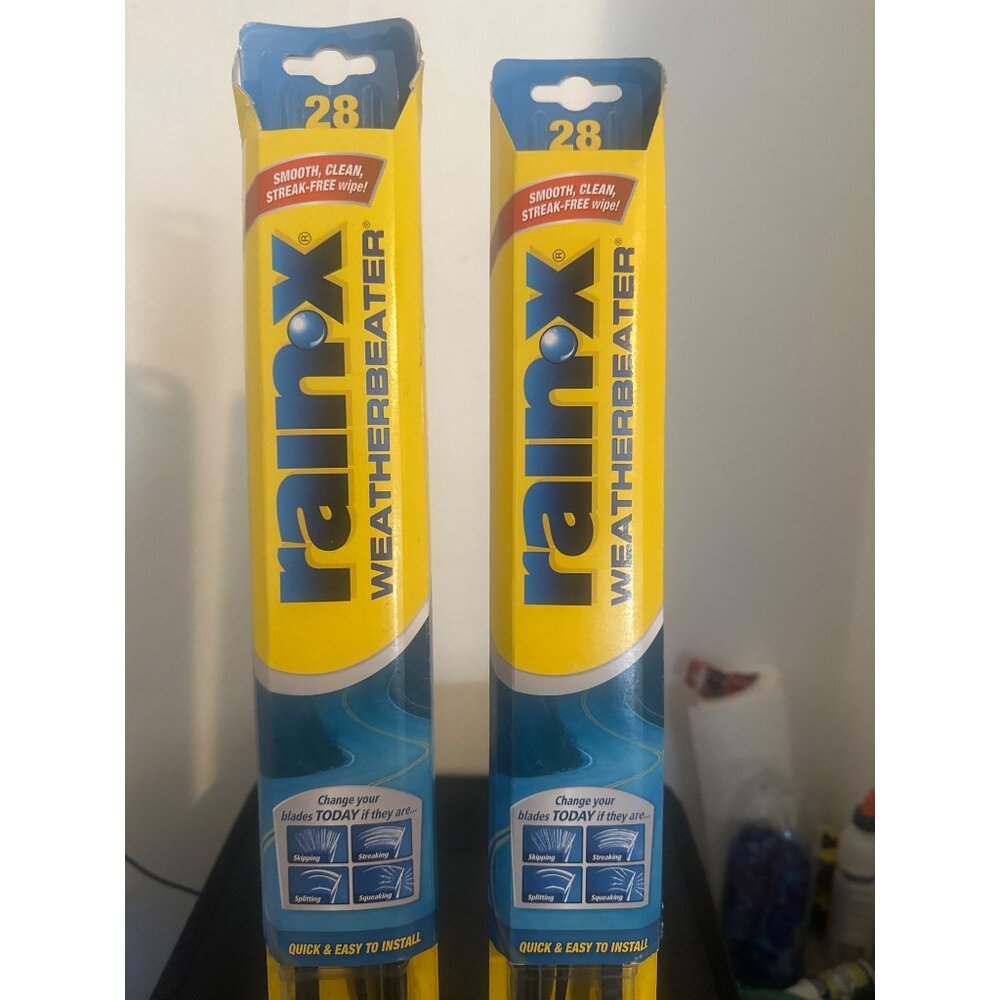 28
SMOOTH, CLEAN,
STREAK-FREE wipe!
rain·x®
WEATHERBEATER®
Change your
blades TODAY if they are...
Skipping
Streaking
Splitting
Squeaking
QUICK & EASY TO INSTALL
28
SMOOTH, CLEAN,
STREAK-FREE wipe!
rain·x®
WEATHERBEATER®
Change your
blades TODAY if they are...
Skipping
Streaking
Splitting
Squeaking
QUICK & EASY TO INSTALL